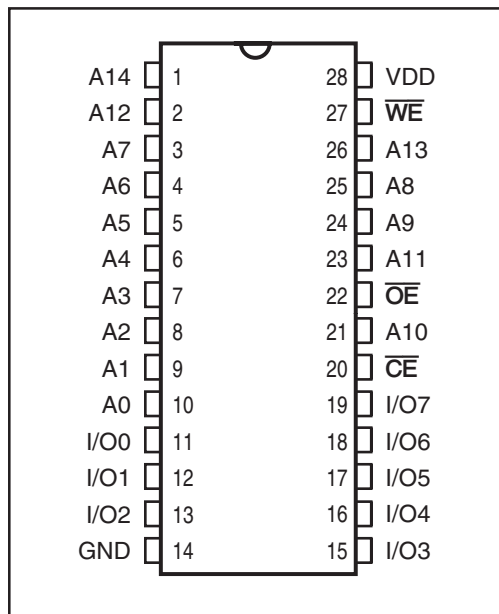 A14 1 28 VDD
A12 2 27 W̅E̅
A7 3 26 A13
A6 4 25 A8
A5 5 24 A9
A4 6 23 A11
A3 7 22 O̅E̅
A2 8 21 A10
A1 9 20 C̅E̅
A0 10 19 I/O7
I/O0 11 18 I/O6
I/O1 12 17 I/O5
I/O2 13 16 I/O4
GND 14 15 I/O3